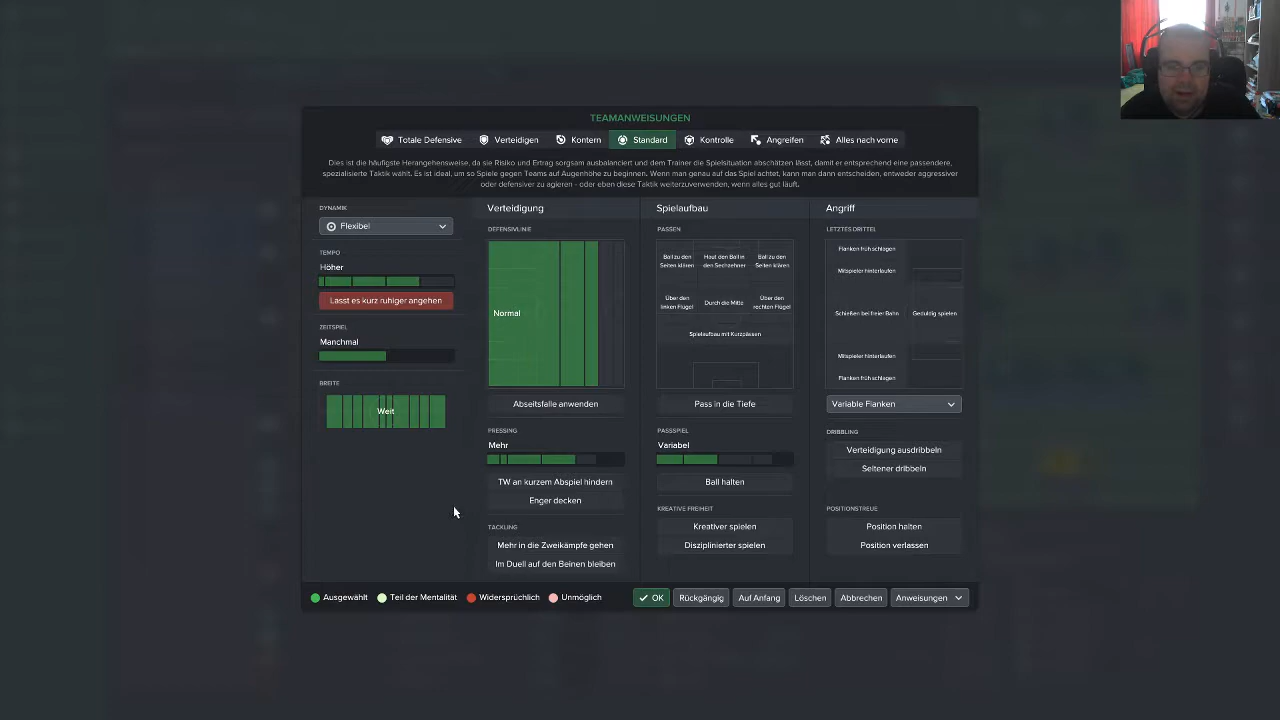 TEAMANWEISUNGEN
Totale Defensive
Verteidigen
Kontern
Standard
Kontrolle
Angreifen
Alles nach vorne
Dies ist die häufigste Herangehensweise, da sie Risiko und Ertrag sorgsam ausbalanciert und dem Trainer die Spielsituation abschätzen lässt, damit er entsprechend eine passendere,
spezialisierte Taktik wählt. Es ist ideal, um so Spiele gegen Teams auf Augenhöhe zu beginnen. Wenn man genau auf das Spiel achtet, kann man dann entscheiden, entweder aggressiver
oder defensiver zu agieren - oder eben diese Taktik weiterzuverwenden, wenn alles gut läuft.
DYNAMIK
Flexibel
TEMPO
Höher
Lasst es kurz ruhiger angehen
ZEITSPIEL
Manchmal
BREITE
Weit
Verteidigung
DEFENSIVLINIE
Normal
Abseitsfalle anwenden
PRESSING
Mehr
TW an kurzem Abspiel hindern
Enger decken
TACKLING
Mehr in die Zweikämpfe gehen
Im Duell auf den Beinen bleiben
Spielaufbau
PASSEN
Ball zu den
Seiten klären
Haut den Ball in
den Sechzehner
Ball zu den
Seiten klären
Über den
linken Flügel
Durch die Mitte
Über den
rechten Flügel
Spielaufbau mit Kurzpässen
Pass in die Tiefe
PASSSPIEL
Variabel
Ball halten
KREATIVE FREIHEIT
Kreativer spielen
Disziplinierter spielen
Angriff
LETZTES DRITTEL
Flanken früh schlagen
Mitspieler hinterlaufen
Schießen bei freier Bahn
Geduldig spielen
Mitspieler hinterlaufen
Flanken früh schlagen
Variable Flanken
DRIBBLING
Verteidigung ausdribbeln
Seltener dribbeln
POSITIONSTREUE
Position halten
Position verlassen
Ausgewählt
Teil der Mentalität
Widersprüchlich
Unmöglich
OK
Rückgängig
Auf Anfang
Löschen
Abbrechen
Anweisungen